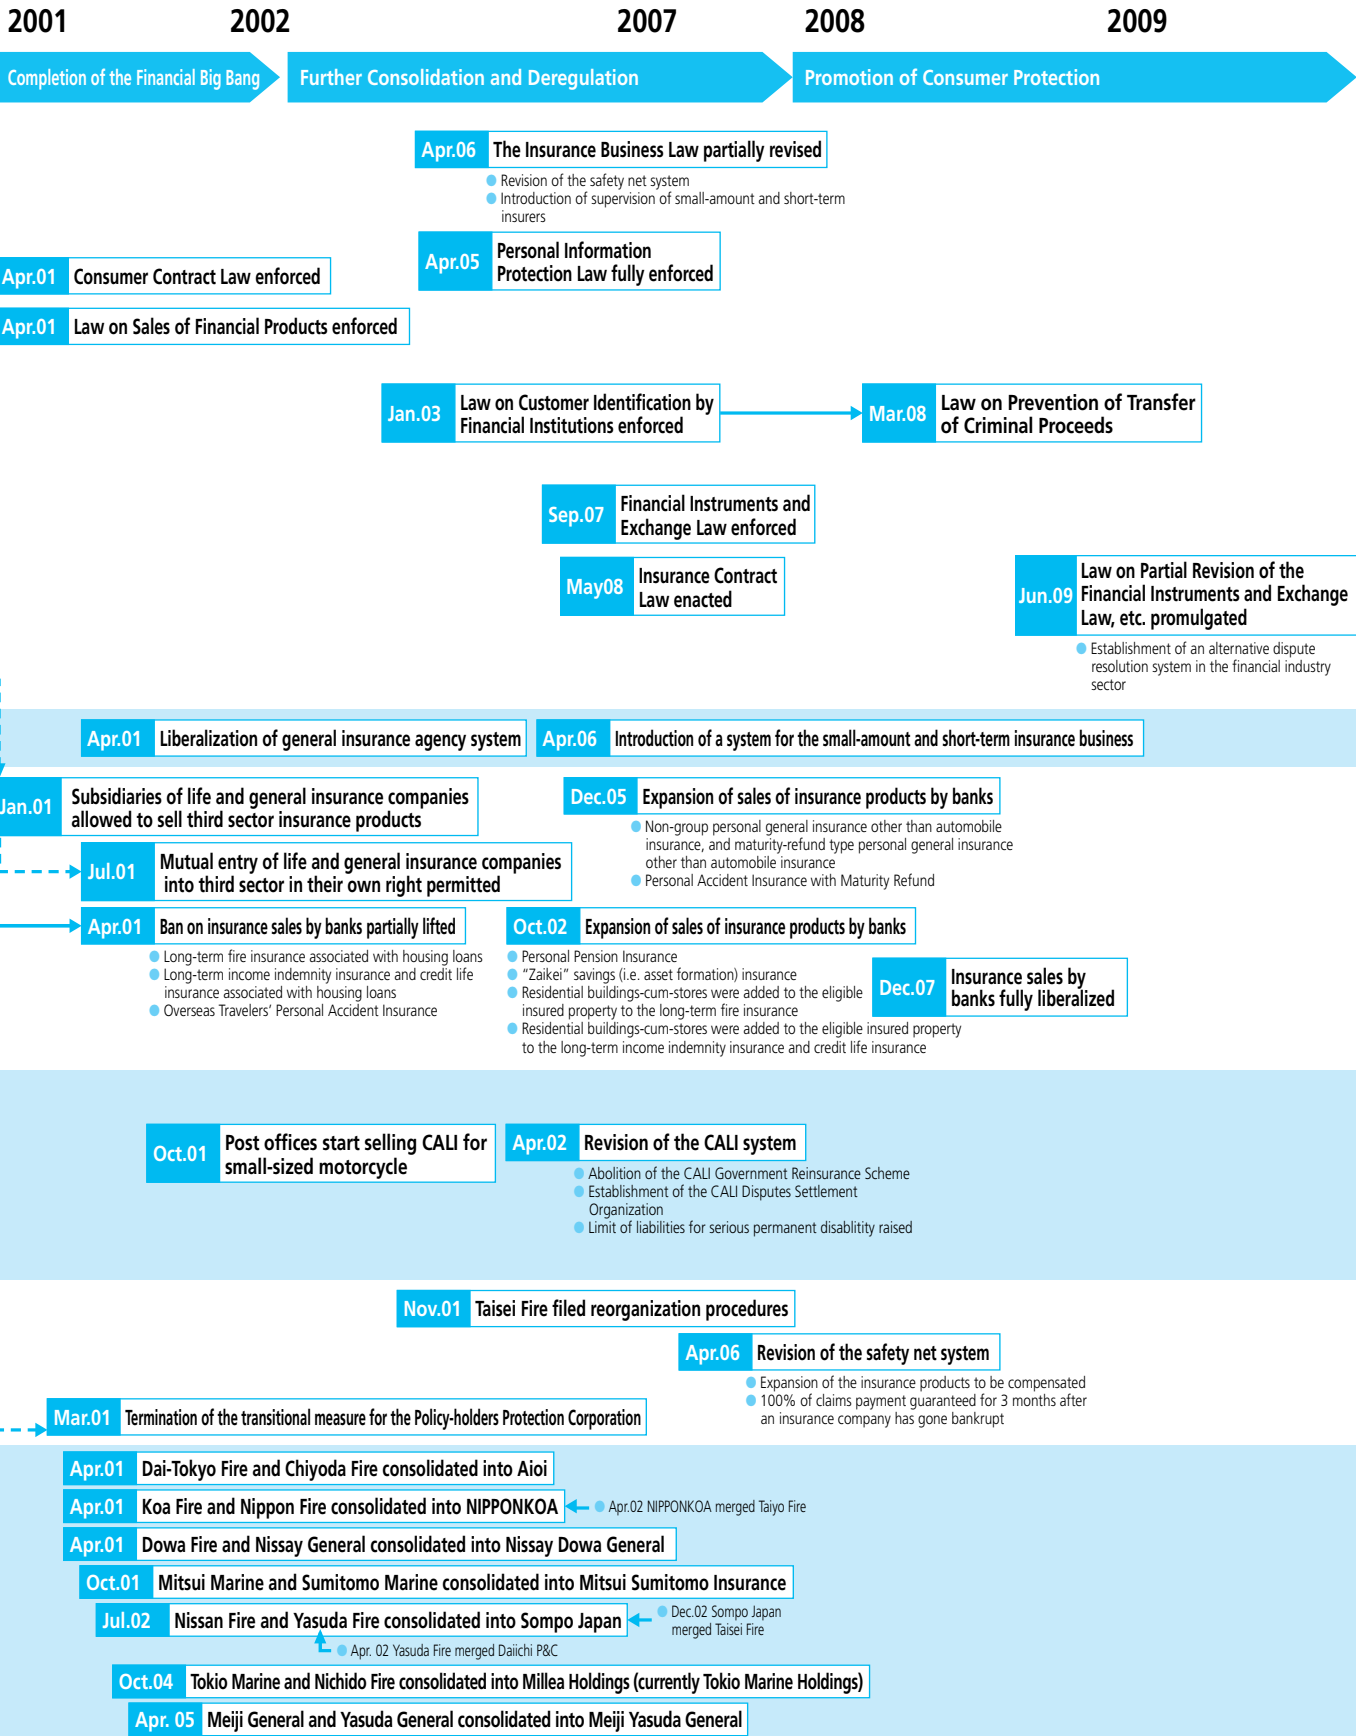 2001 2002 2007 2008 2009
Completion of the Financial Big Bang Further Consolidation and Deregulation Promotion of Consumer Protection
Apr.06 The Insurance Business Law partially revised
Revision of the safety net system
Introduction of supervision of small-amount and short-term
insurers
Apr.05 Personal Information
Protection Law fully enforced
Apr.01 Consumer Contract Law enforced
Apr.01 Law on Sales of Financial Products enforced
Jan.03 Law on Customer Identification by
Financial Institutions enforced
Mar.08 Law on Prevention of Transfer
of Criminal Proceeds
Sep.07 Financial Instruments and
Exchange Law enforced
May08 Insurance Contract
Law enacted
Jun.09 Law on Partial Revision of the
Financial Instruments and Exchange
Law, etc. promulgated
Establishment of an alternative dispute
resolution system in the financial industry
sector
Apr.01 Liberalization of general insurance agency system
Apr.06 Introduction of a system for the small-amount and short-term insurance business
Jan.01 Subsidiaries of life and general insurance companies
allowed to sell third sector insurance products
Dec.05 Expansion of sales of insurance products by banks
Non-group personal general insurance other than automobile
insurance, and maturity-refund type personal general insurance
other than automobile insurance
Personal Accident Insurance with Maturity Refund
Jul.01 Mutual entry of life and general insurance companies
into third sector in their own right permitted
Apr.01 Ban on insurance sales by banks partially lifted
Long-term fire insurance associated with housing loans
Long-term income indemnity insurance and credit life
insurance associated with housing loans
Overseas Travelers' Personal Accident Insurance
Oct.02 Expansion of sales of insurance products by banks
Personal Pension Insurance
“Zaikei” savings (i.e. asset formation) insurance
Residential buildings-cum-stores were added to the eligible
insured property to the long-term fire insurance
Residential buildings-cum-stores were added to the eligible insured property
to the long-term income indemnity insurance and credit life insurance
Dec.07 Insurance sales by
banks fully liberalized
Oct.01 Post offices start selling CALI for
small-sized motorcycle
Apr.02 Revision of the CALI system
Abolition of the CALI Government Reinsurance Scheme
Establishment of the CALI Disputes Settlement
Organization
Limit of liabilities for serious permanent disablitity raised
Nov.01 Taisei Fire filed reorganization procedures
Apr.06 Revision of the safety net system
Expansion of the insurance products to be compensated
100% of claims payment guaranteed for 3 months after
an insurance company has gone bankrupt
Mar.01 Termination of the transitional measure for the Policy-holders Protection Corporation
Apr.01 Dai-Tokyo Fire and Chiyoda Fire consolidated into Aioi
Apr.01 Koa Fire and Nippon Fire consolidated into NIPPONKOA
Apr.02 NIPPONKOA merged Taiyo Fire
Apr.01 Dowa Fire and Nissay General consolidated into Nissay Dowa General
Oct.01 Mitsui Marine and Sumitomo Marine consolidated into Mitsui Sumitomo Insurance
Jul.02 Nissan Fire and Yasuda Fire consolidated into Sompo Japan
Dec.02 Sompo Japan
merged Taisei Fire
Apr. 02 Yasuda Fire merged Daiichi P&C
Oct.04 Tokio Marine and Nichido Fire consolidated into Millea Holdings (currently Tokio Marine Holdings)
Apr. 05 Meiji General and Yasuda General consolidated into Meiji Yasuda General